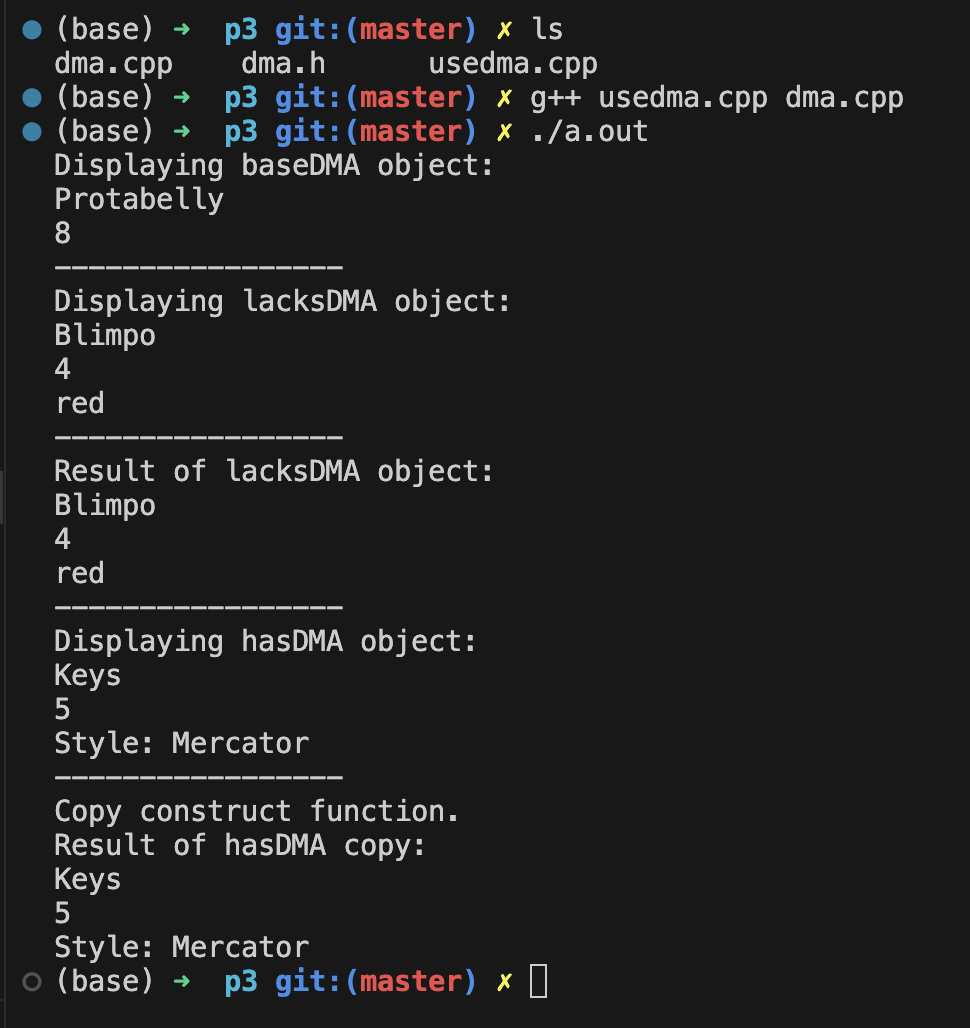 (base) ➜  p3 git:(master) ✗ ls
dma.cpp    dma.h      usedma.cpp
(base) ➜  p3 git:(master) ✗ g++ usedma.cpp dma.cpp
(base) ➜  p3 git:(master) ✗ ./a.out
Displaying baseDMA object:
Protabelly
8
-----------------
Displaying lacksDMA object:
Blimpo
4
red
-----------------
Result of lacksDMA object:
Blimpo
4
red
-----------------
Displaying hasDMA object:
Keys
5
Style: Mercator
-----------------
Copy construct function.
Result of hasDMA copy:
Keys
5
Style: Mercator
(base) ➜  p3 git:(master) ✗